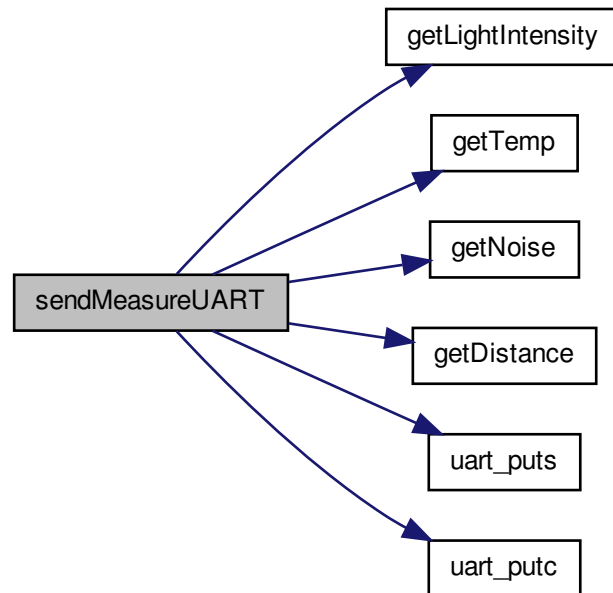 getLightIntensity
getTemp
getNoise
sendMeasureUART
getDistance
uart_puts
uart_putc